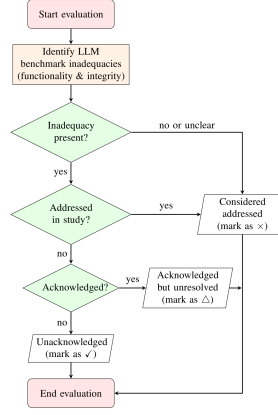 Start evaluation
Identify LLM
benchmark inadequacies
(functionality & integrity)
Inadequacy
present?
no or unclear
yes
Addressed
in study?
yes
Considered
addressed
(mark as ×)
no
Acknowledged?
yes
Acknowledged
but unresolved
(mark as △)
no
Unacknowledged
(mark as ✓)
End evaluation